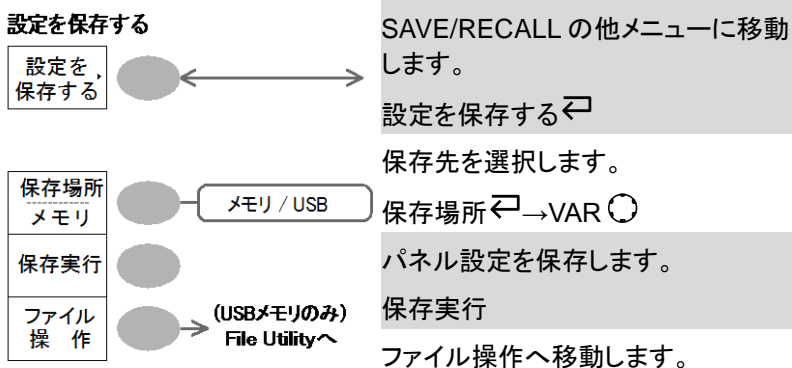 設定を保存する
設定を
保存する
SAVE/RECALL の他メニューに移動
します。
設定を保存する
保存場所
メモリ
メモリ / USB
保存先を選択します。
保存場所 →VAR
保存実行
パネル設定を保存します。
保存実行
ファイル
操 作
(USBメモリのみ)
File Utilityへ
ファイル操作へ移動します。